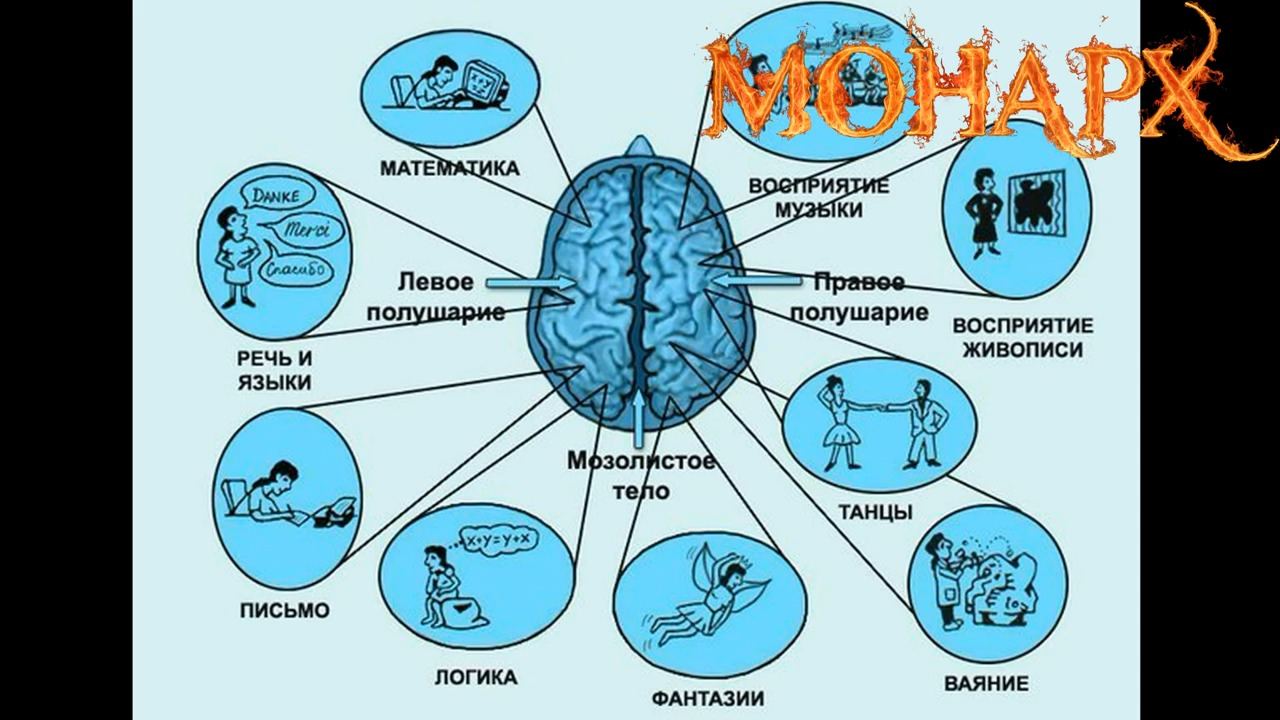 МОНАРХ
МАТЕМАТИКА
ВОСПРИЯТИЕ
МУЗЫКИ
DANKE
Merci
Спасибо
Левое
полушарие
Правое
полушарие
ВОСПРИЯТИЕ
ЖИВОПИСИ
РЕЧЬ И
ЯЗЫКИ
Мозолистое
тело
ТАНЦЫ
x+y=y+x
ПИСЬМО
ЛОГИКА
ФАНТАЗИИ
ВАЯНИЕ